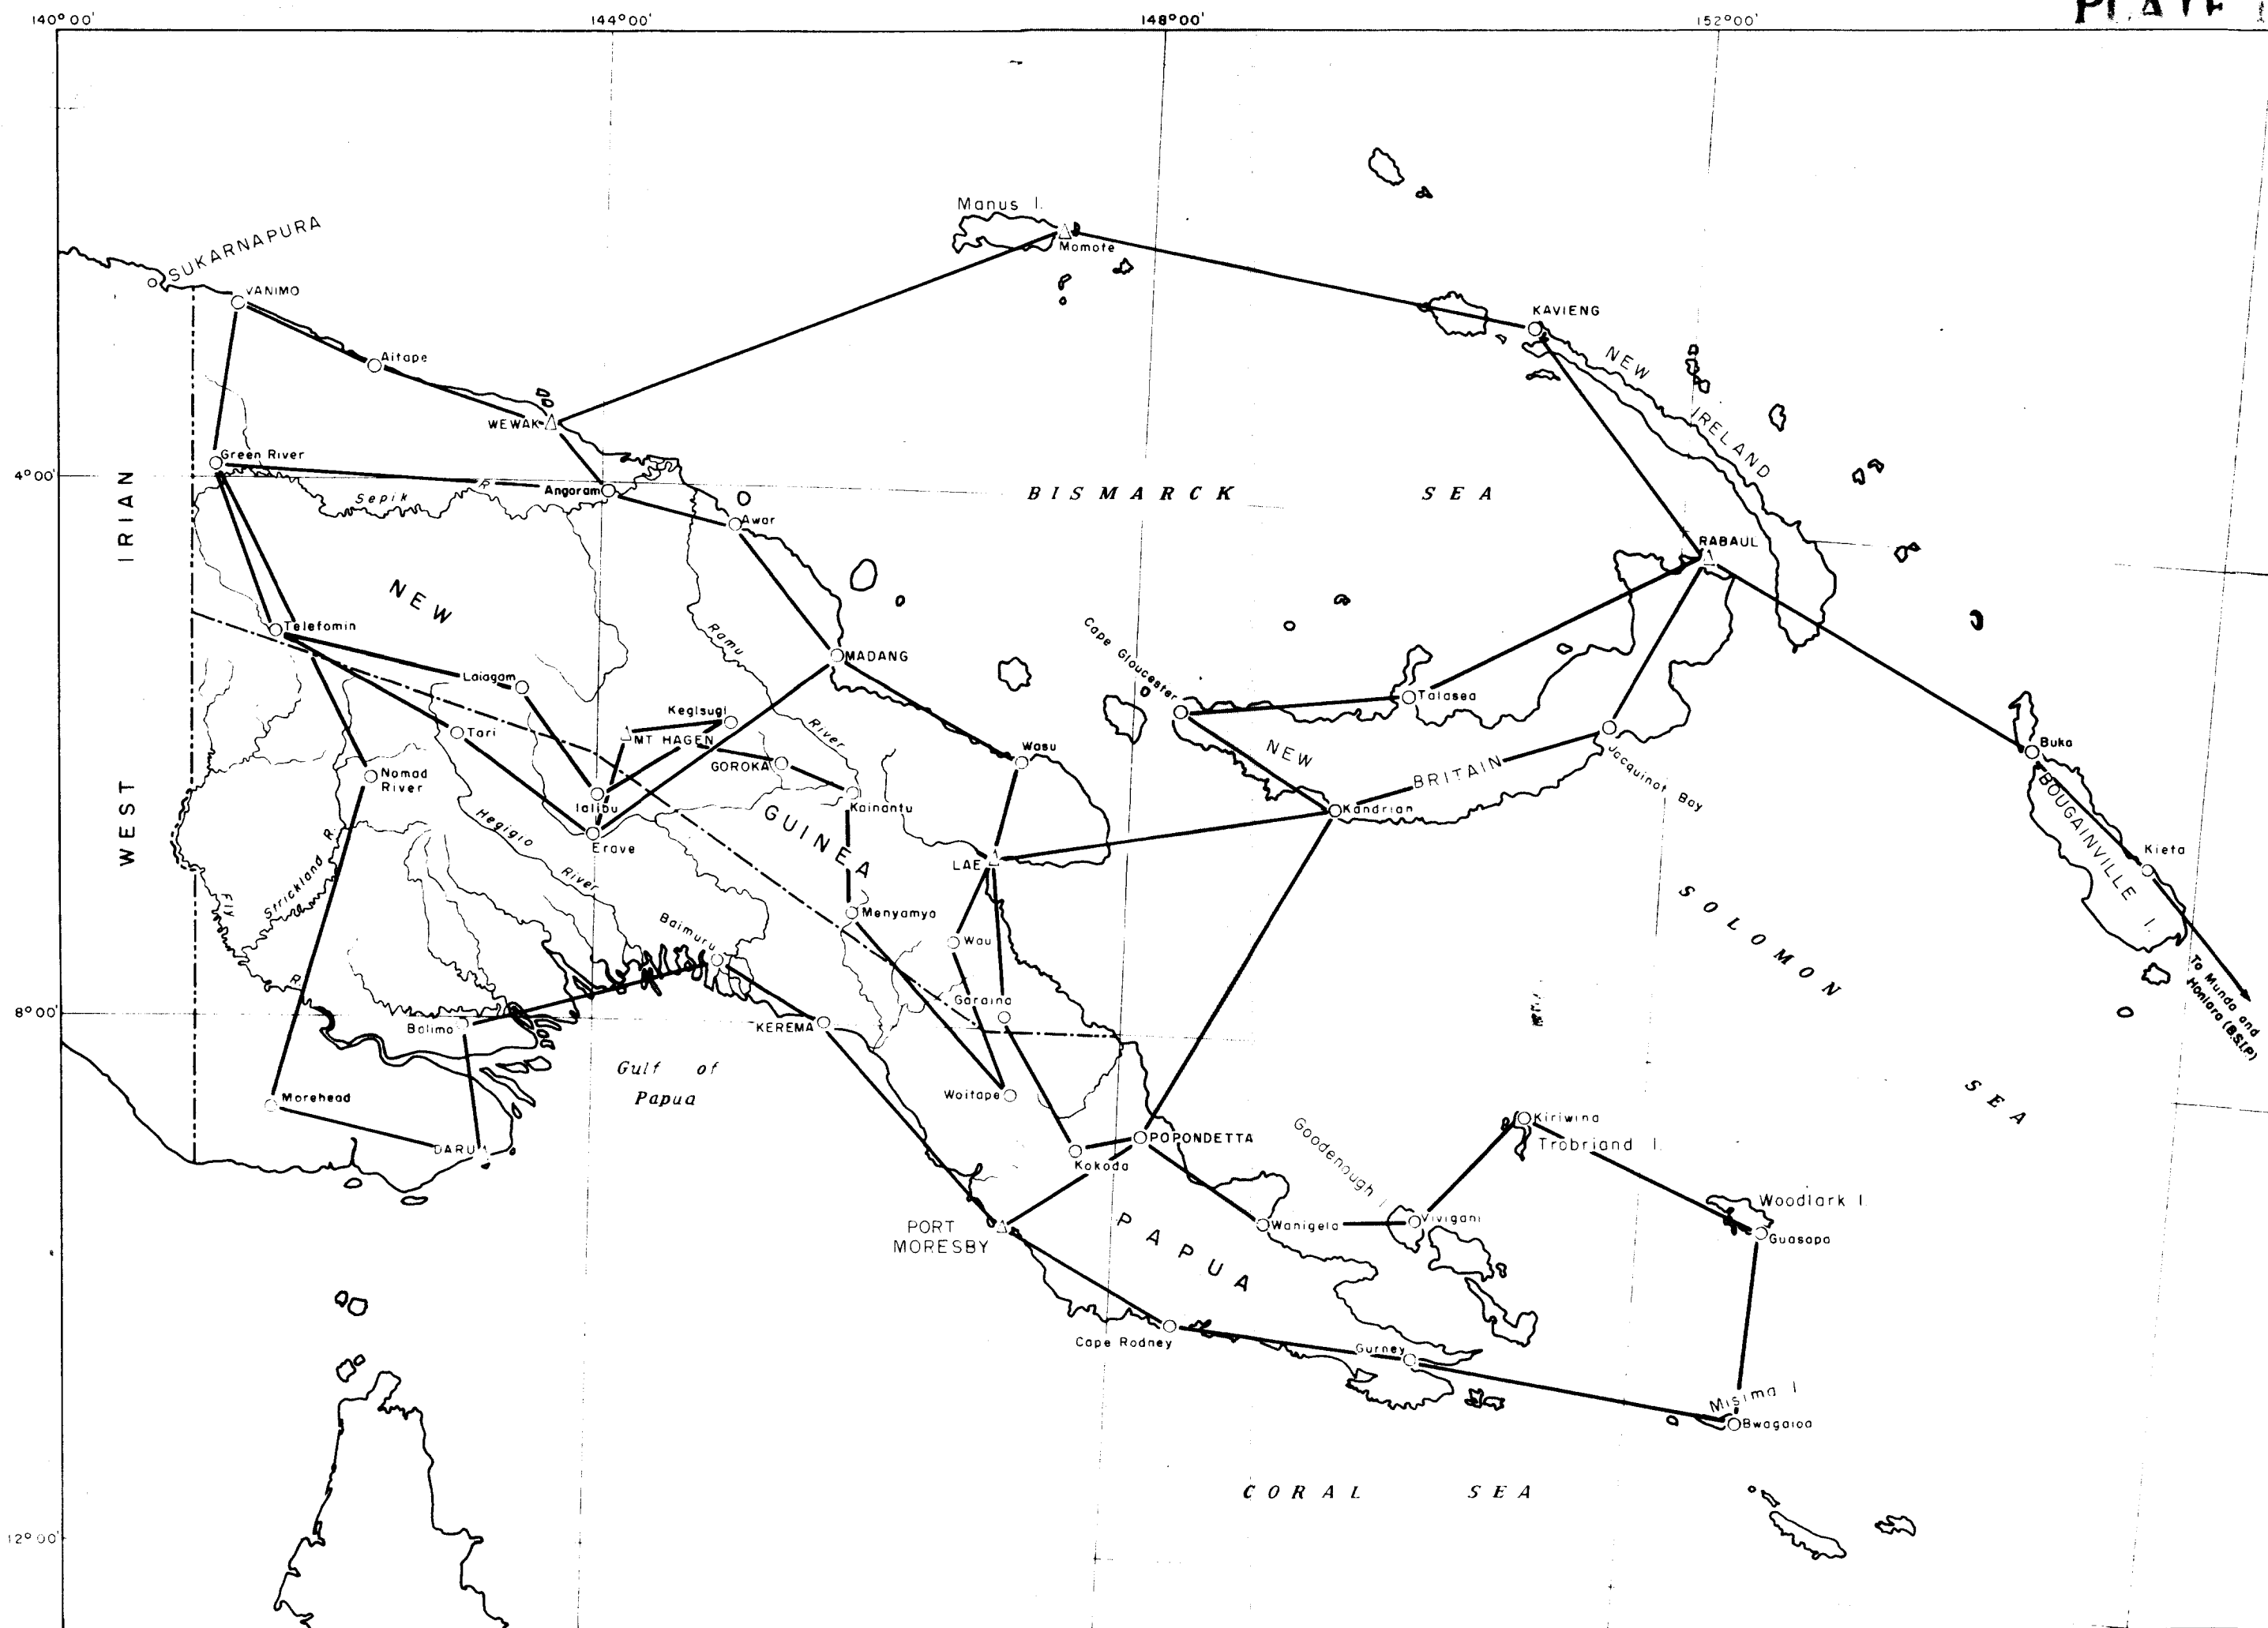 PLATE
140°00' 144°00' 148°00' 152°00'
Manus I.
Momote
SUKARNAPURA
VANIMO
KAVIENG
NEW
IRELAND
Aitape
WEWAK
Green River
4°00'
Sepik R.
Angoram
BISMARCK SEA
Awar
IRIAN
RABAUL
NEW
Telefomin
Ramu
River
Cape Gloucester
MADANG
Laiagam
Keglsugl
Talasea
Tari
MT HAGEN
GOROKA
Wasu
NEW
BRITAIN
Jacquinot Bay
Buka
BOUGAINVILLE I.
Nomad
River
WEST
Ialibu
Kainantu
Kandrian
GUINEA
Hegigio
River
Erave
LAE
Kieta
Strickland R.
FLY
R.
SOLOMON
SEA
Menyamya
Baimuru
Wau
To Munda and
Honiara (B.S.I.P.)
Garaina
8°00'
Balimo
KEREMA
Gulf of
Papua
Woitape
Morehead
Kiriwina
Trobriand I.
Goodenough I.
DARU
POPONDETTA
Kokoda
Woodlark I.
PORT
MORESBY
PAPUA
Wanigela
Vivigani
Guasopa
Cape Rodney
Gurney
Misima I.
Bwagaioa
CORAL SEA
12°00'